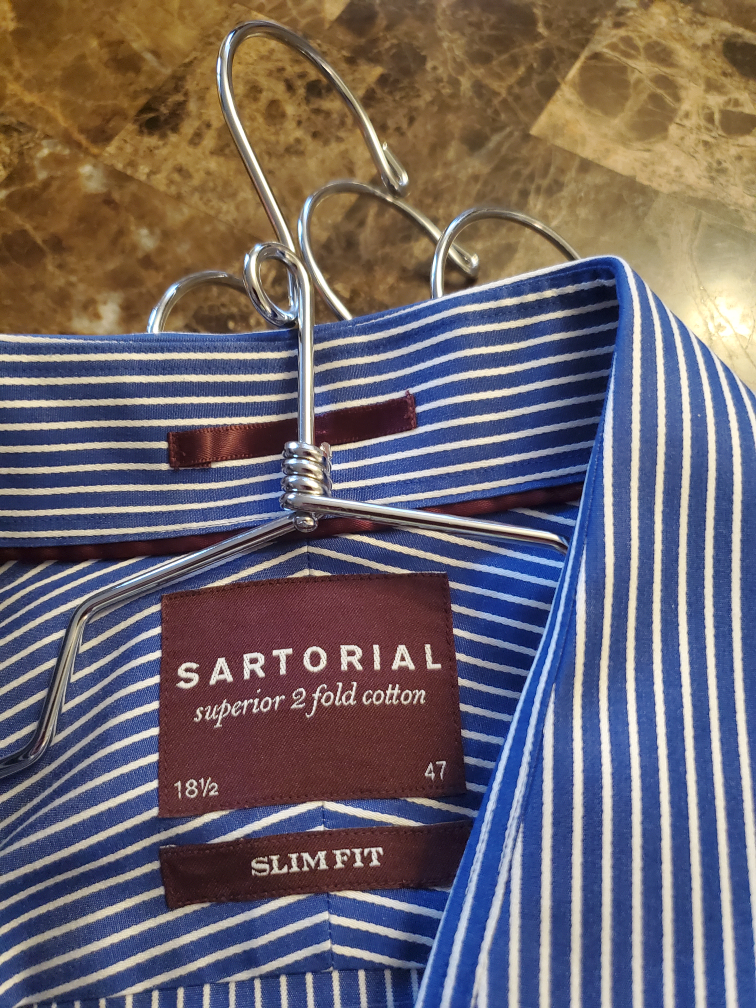 SARTORIAL
superior 2 fold cotton
18½ 47
SLIM FIT